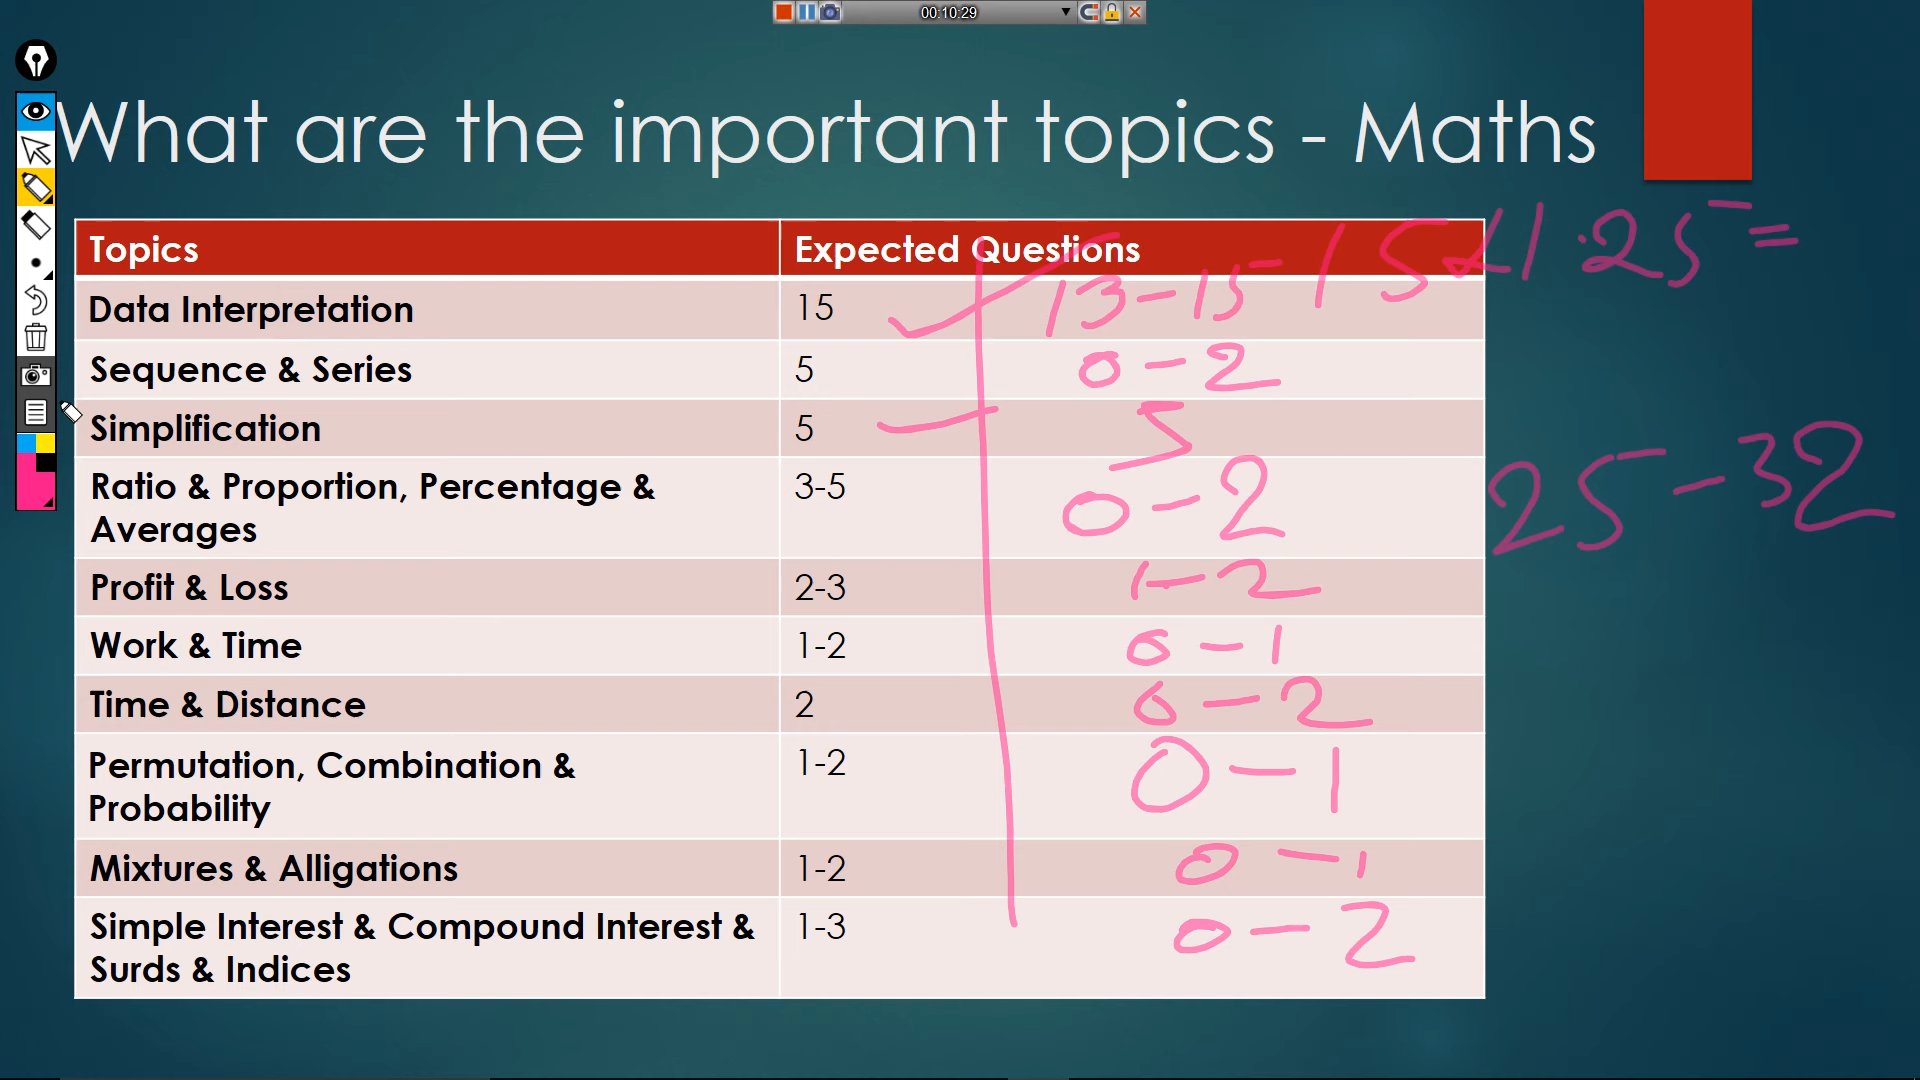 00:10:29
What are the important topics - Maths
Topics Expected Questions
Data Interpretation 15 13-15 15 1.25 =
Sequence & Series 5 0-2
Simplification 5 5
Ratio & Proportion, Percentage & 3-5 0-2 25-32
Averages
Profit & Loss 2-3 1-2
Work & Time 1-2 0-1
Time & Distance 2 0-2
Permutation, Combination & 1-2 0-1
Probability
Mixtures & Alligations 1-2 0-1
Simple Interest & Compound Interest & 1-3 0-2
Surds & Indices